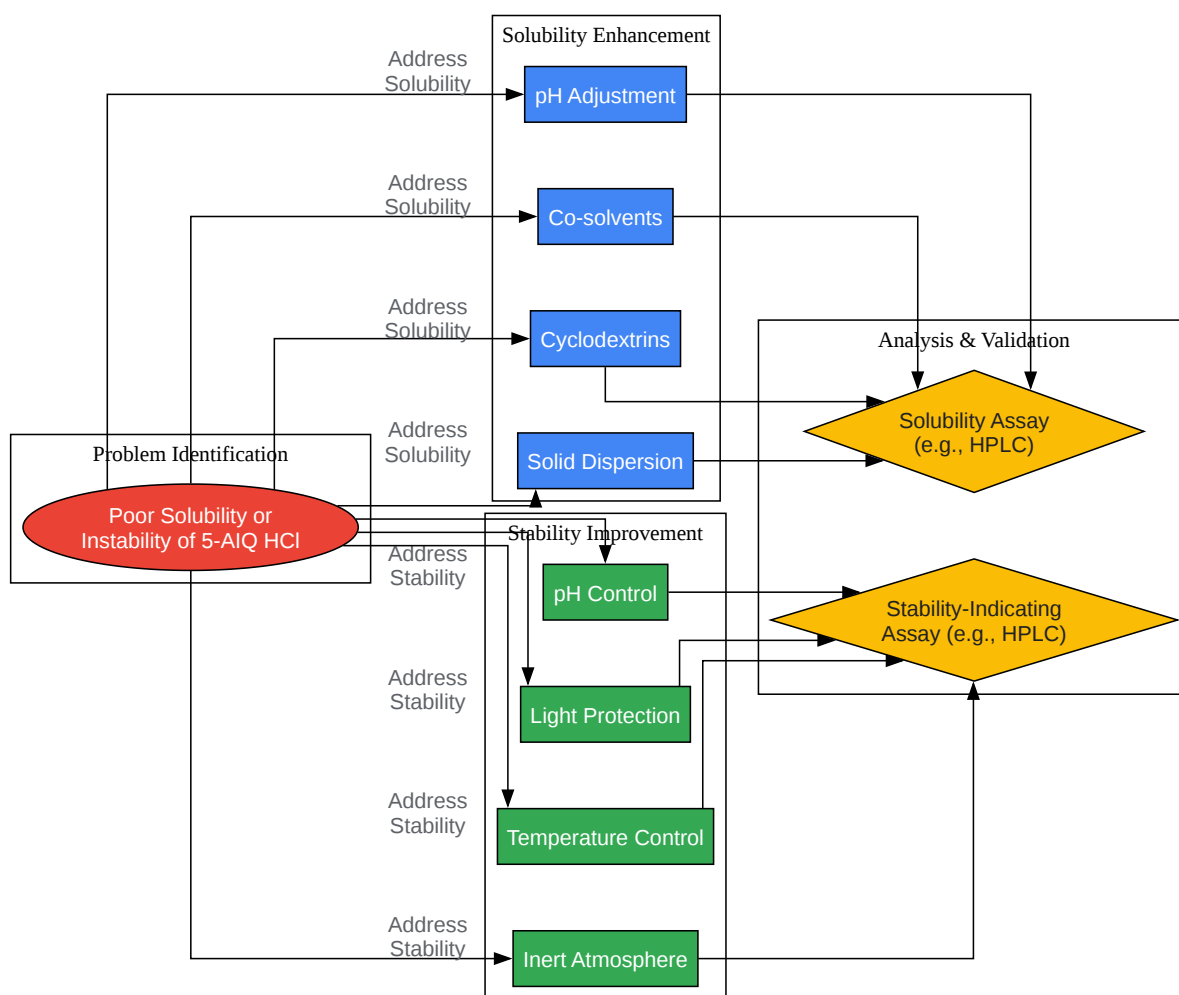 Solubility Enhancement
Address
Solubility
pH Adjustment
Address
Solubility
Co-solvents
Address
Solubility
Cyclodextrins
Analysis & Validation
Solubility Assay
(e.g., HPLC)
Address
Solubility
Solid Dispersion
Problem Identification
Poor Solubility or
Instability of 5-AIQ HCl
Stability Improvement
Address
Stability
pH Control
Stability-Indicating
Assay (e.g., HPLC)
Address
Stability
Light Protection
Address
Stability
Temperature Control
Address
Stability
Inert Atmosphere